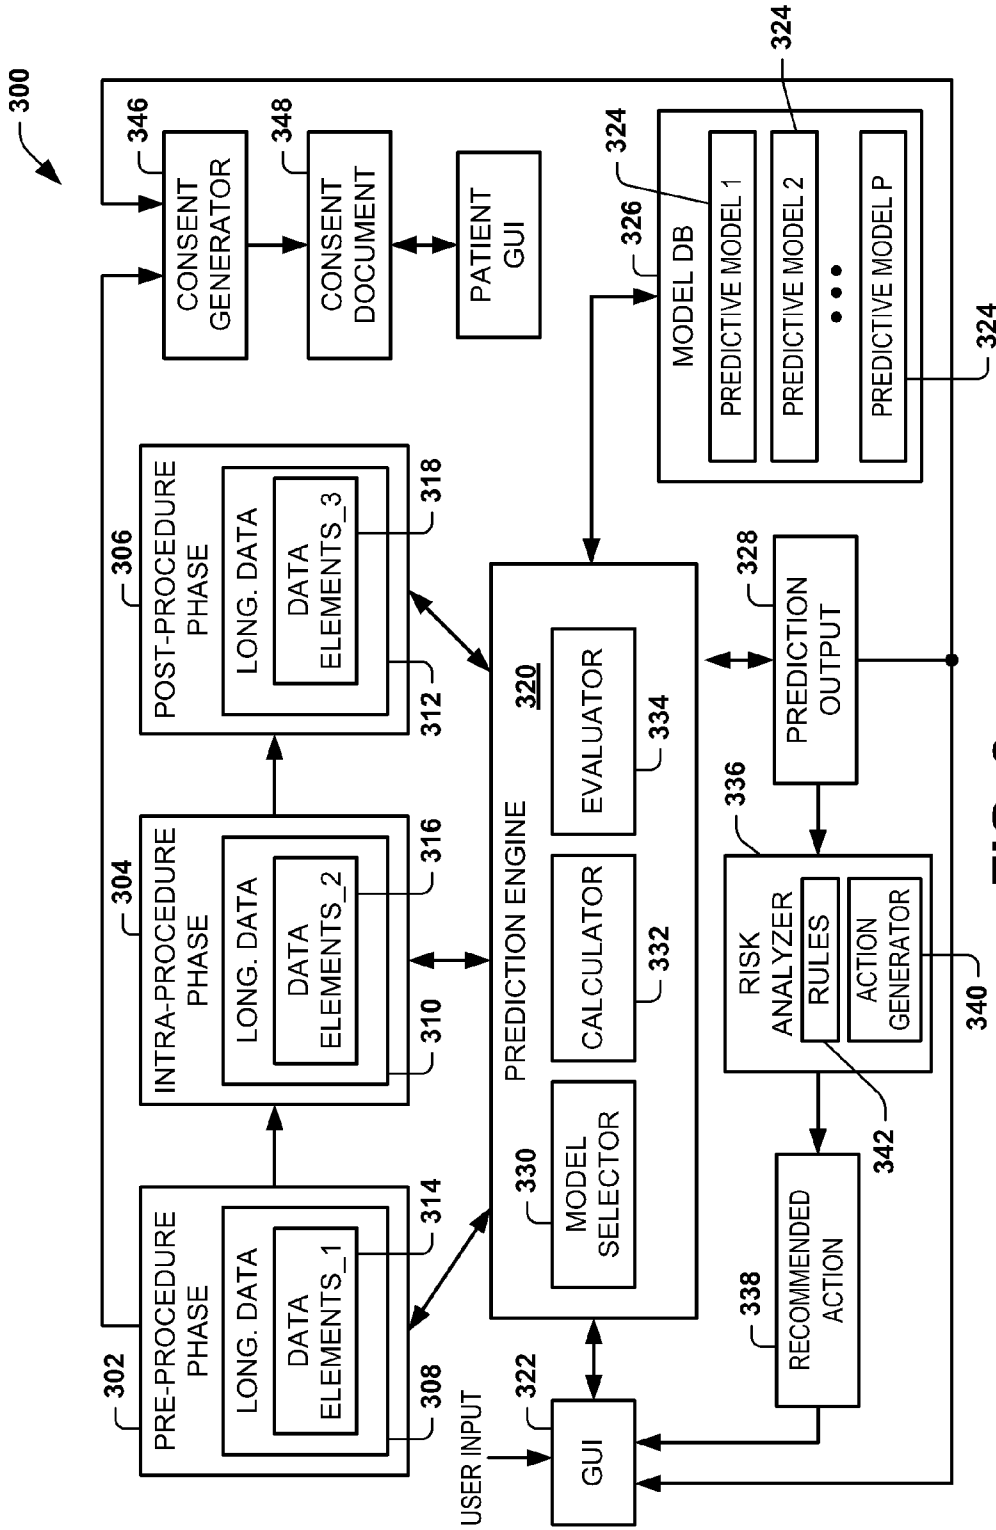 300
302
PRE-PROCEDURE
PHASE
LONG. DATA
DATA
ELEMENTS_1
314
308
304
INTRA-PROCEDURE
PHASE
LONG. DATA
DATA
ELEMENTS_2
316
310
306
POST-PROCEDURE
PHASE
LONG. DATA
DATA
ELEMENTS_3
318
312
346
CONSENT
GENERATOR
348
CONSENT
DOCUMENT
PATIENT
GUI
USER INPUT
322
GUI
PREDICTION ENGINE
320
330
MODEL
SELECTOR
CALCULATOR
332
EVALUATOR
334
326
MODEL DB
324
PREDICTIVE MODEL 1
PREDICTIVE MODEL 2
324
PREDICTIVE MODEL P
324
338
RECOMMENDED
ACTION
336
RISK
ANALYZER
RULES
342
ACTION
GENERATOR
340
328
PREDICTION
OUTPUT